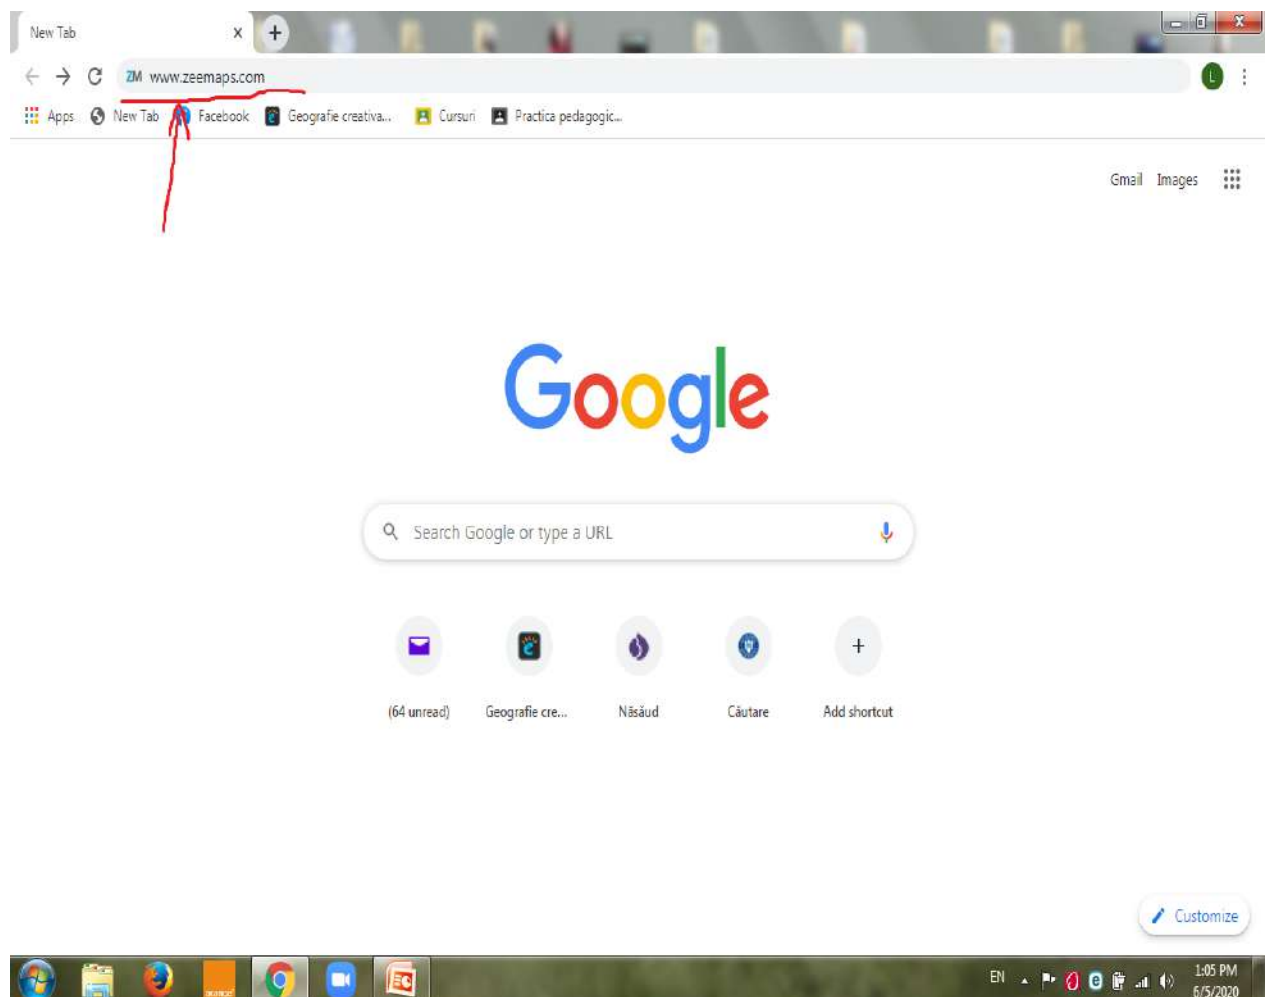 New Tab
ZM www.zeemaps.com
L
Apps New Tab Facebook Geografie creativa... Cursuri Practica pedagogic...
Gmail Images
Google
Search Google or type a URL
(64 unread) Geografie cre... Năsăud Căutare Add shortcut
Customize
EN 1:05 PM
6/5/2020